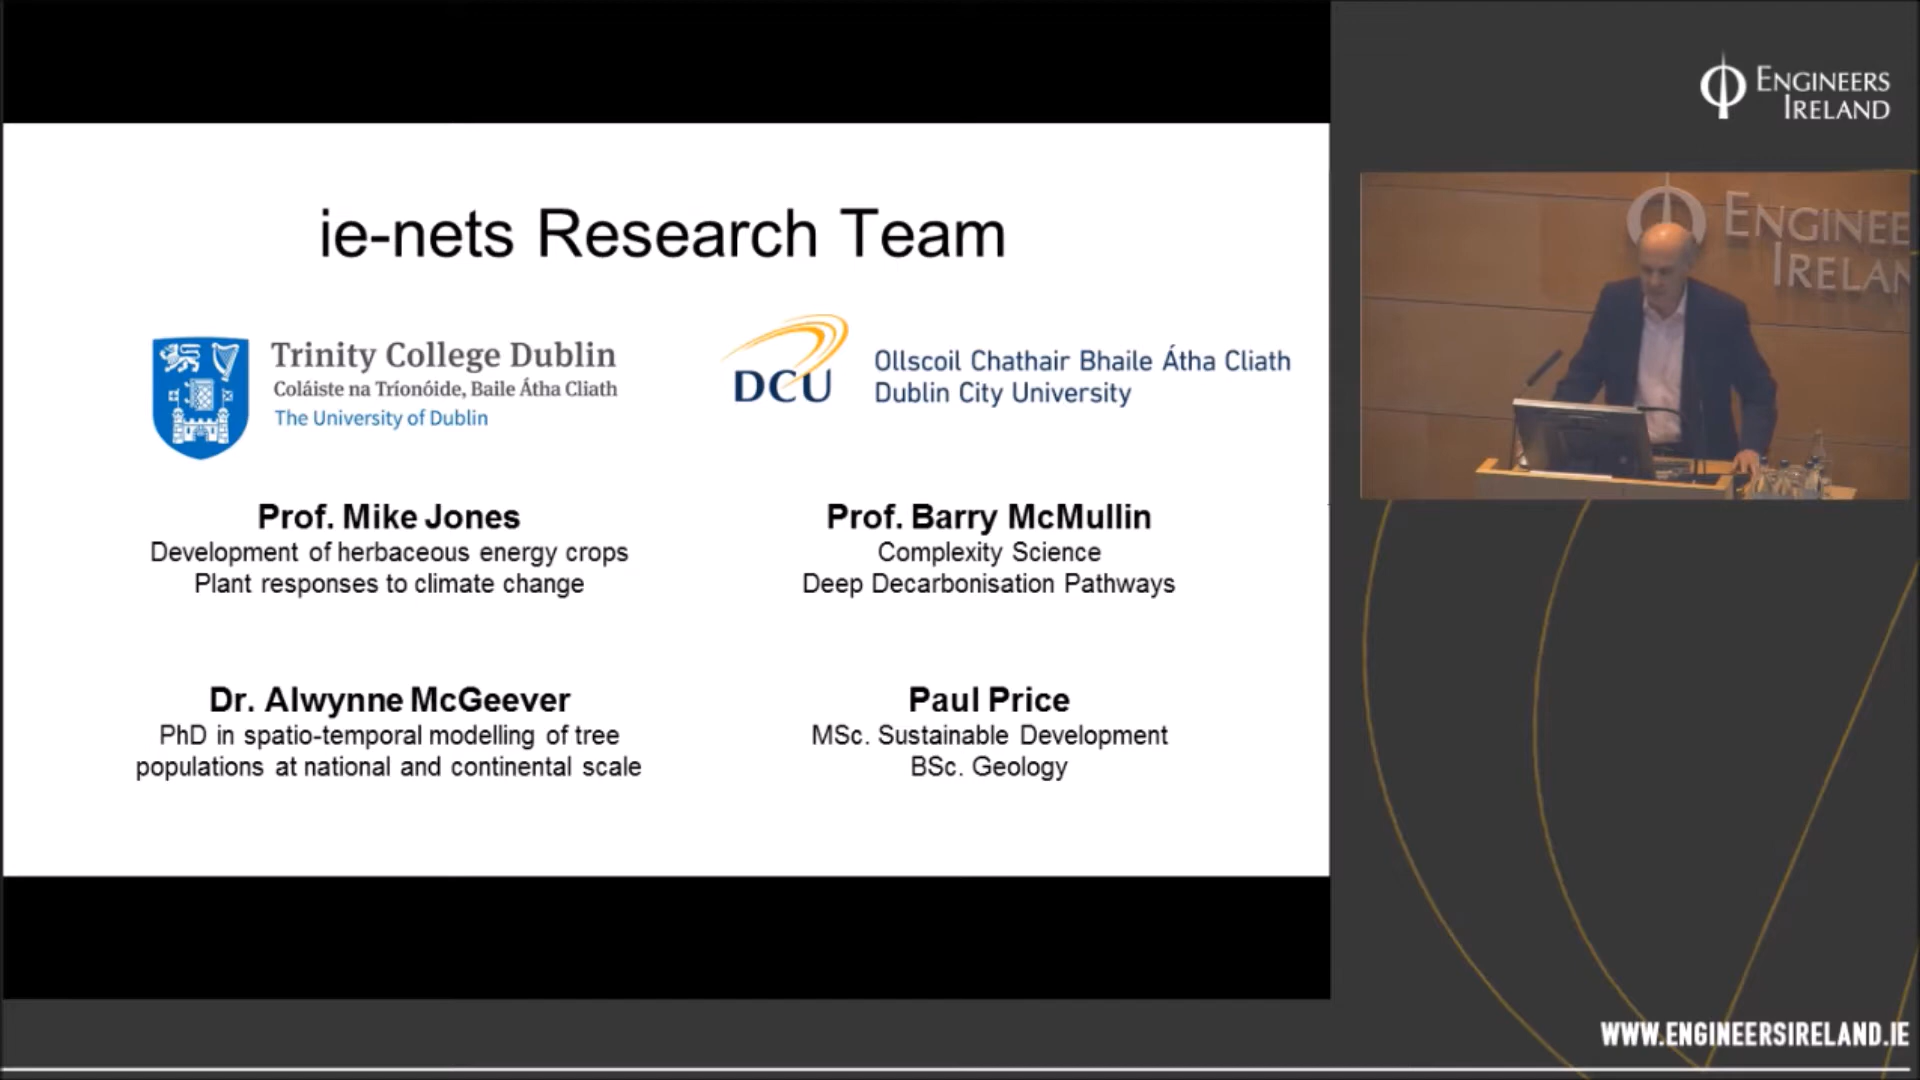 ie-nets Research Team
Trinity College Dublin
Coláiste na Tríonóide, Baile Átha Cliath
The University of Dublin
DCU
Ollscoil Chathair Bhaile Átha Cliath
Dublin City University
Prof. Mike Jones
Development of herbaceous energy crops
Plant responses to climate change
Prof. Barry McMullin
Complexity Science
Deep Decarbonisation Pathways
Dr. Alwynne McGeever
PhD in spatio-temporal modelling of tree
populations at national and continental scale
Paul Price
MSc. Sustainable Development
BSc. Geology
ENGINEERS
IRELAND
ENGINEE
IRELAN
WWW.ENGINEERSIRELAND.IE